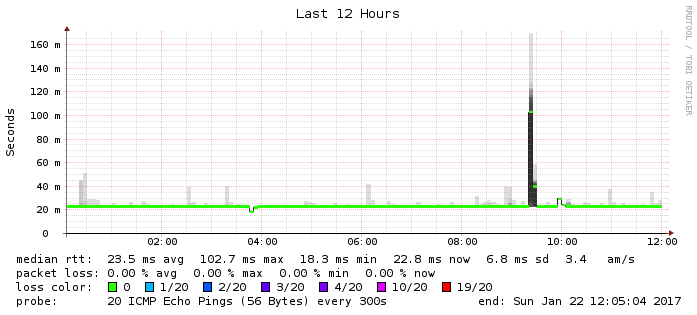 Last 12 Hours
RRDTOOL / TOBI OETIKER
Seconds
160 m
140 m
120 m
100 m
80 m
60 m
40 m
20 m
0
02:00 04:00 06:00 08:00 10:00 12:00
median rtt: 23.5 ms avg 102.7 ms max 18.3 ms min 22.8 ms now 6.8 ms sd 3.4 am/s
packet loss: 0.00 % avg 0.00 % max 0.00 % min 0.00 % now
loss color: 0 1/20 2/20 3/20 4/20 10/20 19/20
probe: 20 ICMP Echo Pings (56 Bytes) every 300s end: Sun Jan 22 12:05:04 2017